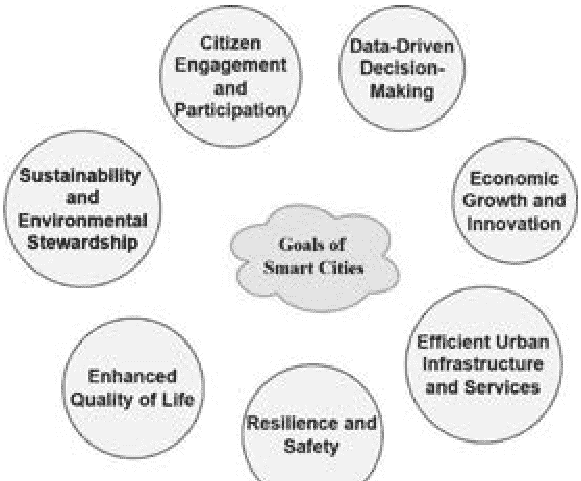 Citizen
Engagement
and
Participation
Data-Driven
Decision-
Making
Sustainability
and
Environmental
Stewardship
Economic
Growth and
Innovation
Goals of
Smart Cities
Enhanced
Quality of Life
Efficient Urban
Infrastructure
and Services
Resilience and
Safety